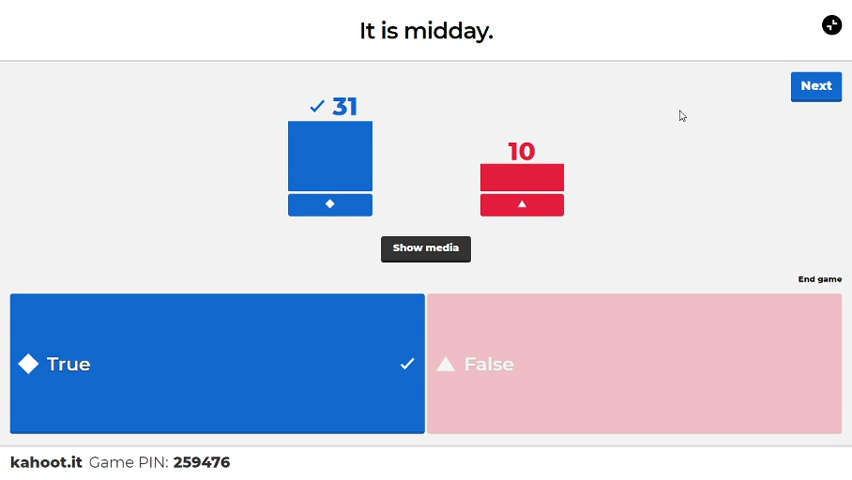 It is midday.
Next
31
10
Show media
End game
True
False
kahoot.it Game PIN: 259476